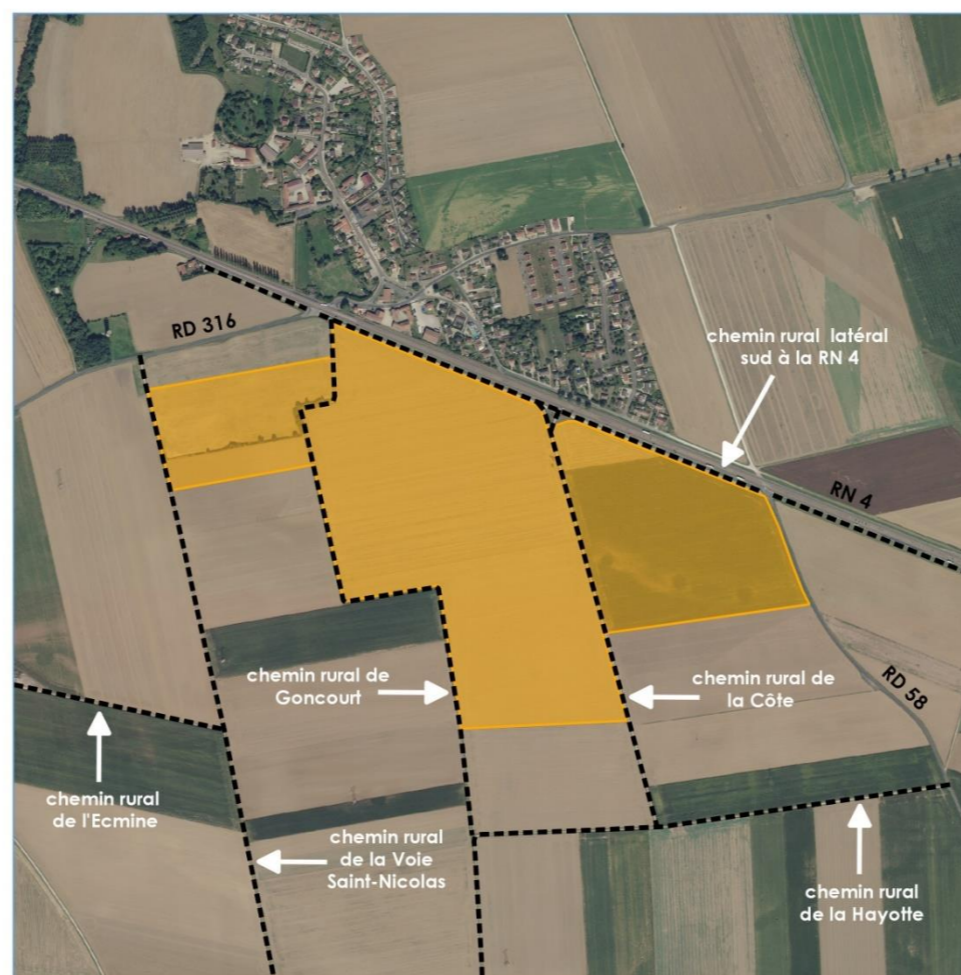 RD 316
chemin rural latéral
sud à la RN 4
RN 4
chemin rural de
Goncourt
chemin rural de
la Côte
RD 58
chemin rural
de l'Ecmine
chemin rural
de la Voie
Saint-Nicolas
chemin rural
de la Hayotte